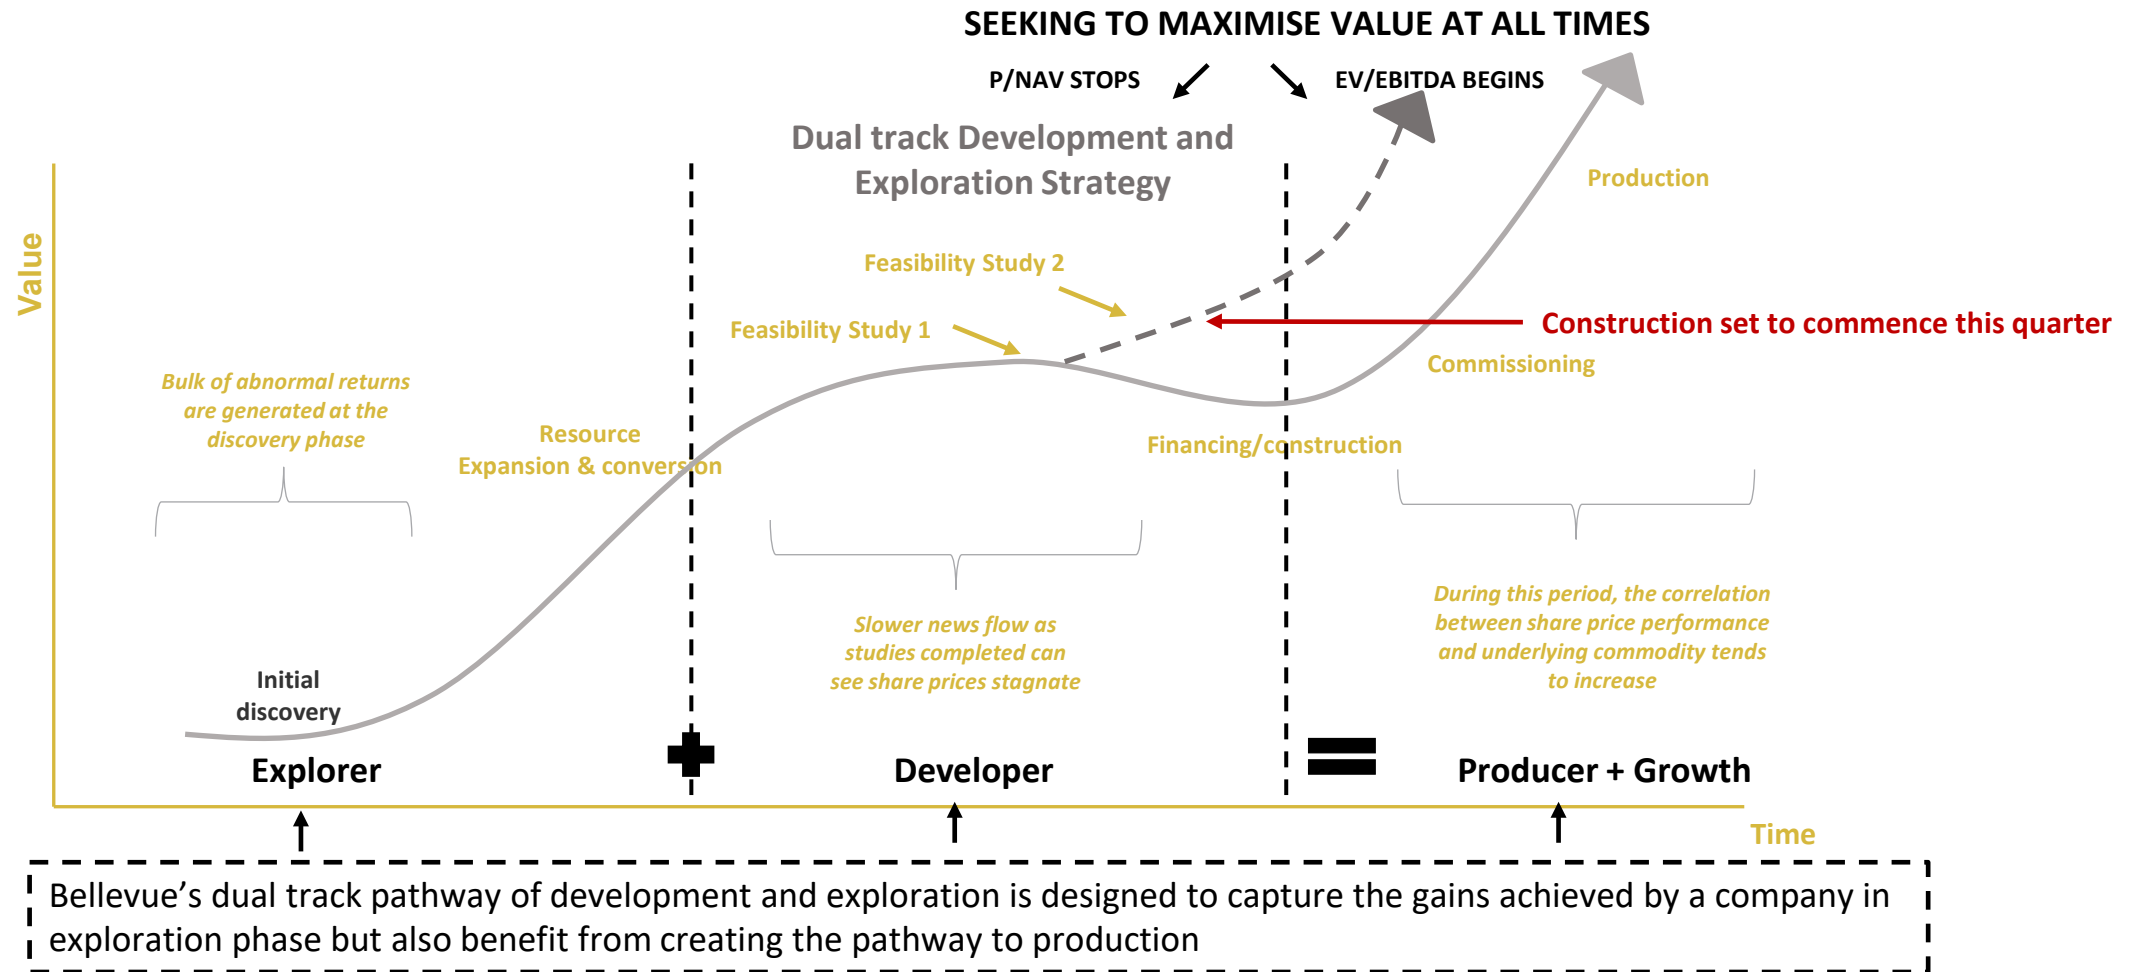 SEEKING TO MAXIMISE VALUE AT ALL TIMES
P/NAV STOPS
EV/EBITDA BEGINS
Dual track Development and
Exploration Strategy
Production
Value
Feasibility Study 2
Feasibility Study 1
Construction set to commence this quarter
Commissioning
Bulk of abnormal returns
are generated at the
discovery phase
Resource
Expansion & conversion
Financing/construction
Slower news flow as
studies completed can
see share prices stagnate
During this period, the correlation
between share price performance
and underlying commodity tends
to increase
Initial
discovery
Explorer
Developer
Producer + Growth
Time
Bellevue’s dual track pathway of development and exploration is designed to capture the gains achieved by a company in
exploration phase but also benefit from creating the pathway to production